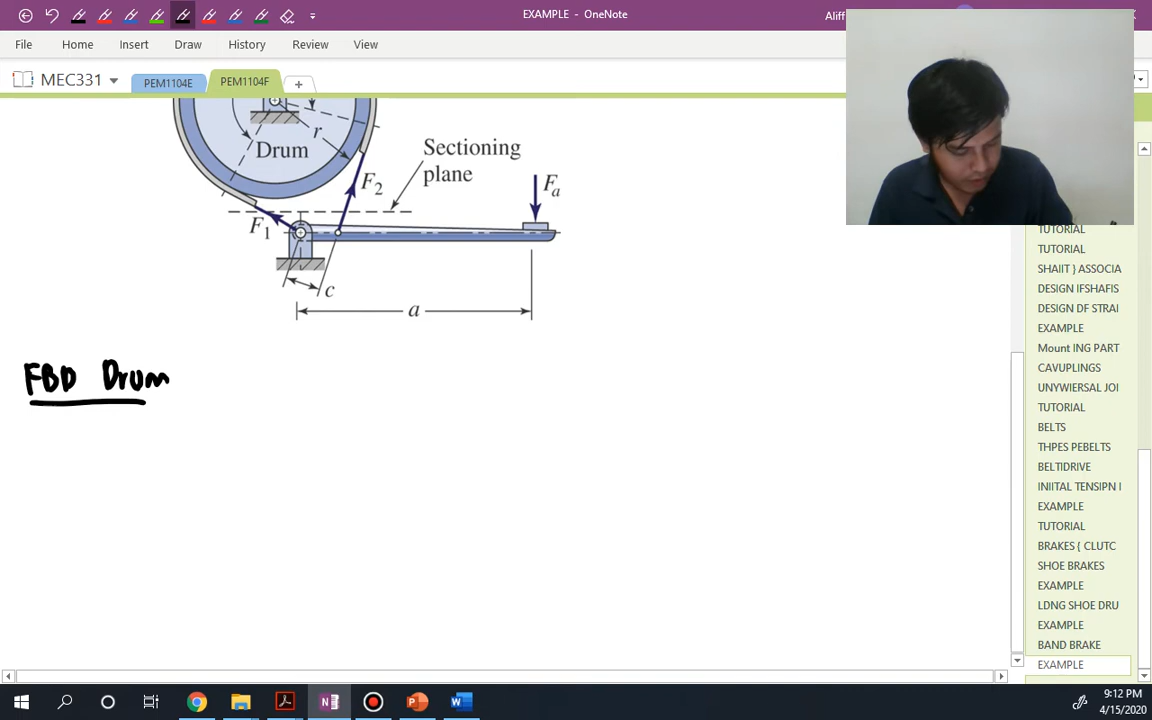 EXAMPLE - OneNote
Aliff
File Home Insert Draw History Review View
MEC331 PEM1104E PEM1104F
r
Drum
Sectioning
plane
F2
Fa
F1
c
a
FBD Drum
TUTORIAL
TUTORIAL
SHAIIT } ASSOCIA
DESIGN IFSHAFIS
DESIGN DF STRAI
EXAMPLE
Mount ING PART
CAVUPLINGS
UNYWIERSAL JOI
TUTORIAL
BELTS
THPES PEBELTS
BELTIDRIVE
INIITAL TENSIPN I
EXAMPLE
TUTORIAL
BRAKES { CLUTC
SHOE BRAKES
EXAMPLE
LDNG SHOE DRU
EXAMPLE
BAND BRAKE
EXAMPLE
9:12 PM
4/15/2020